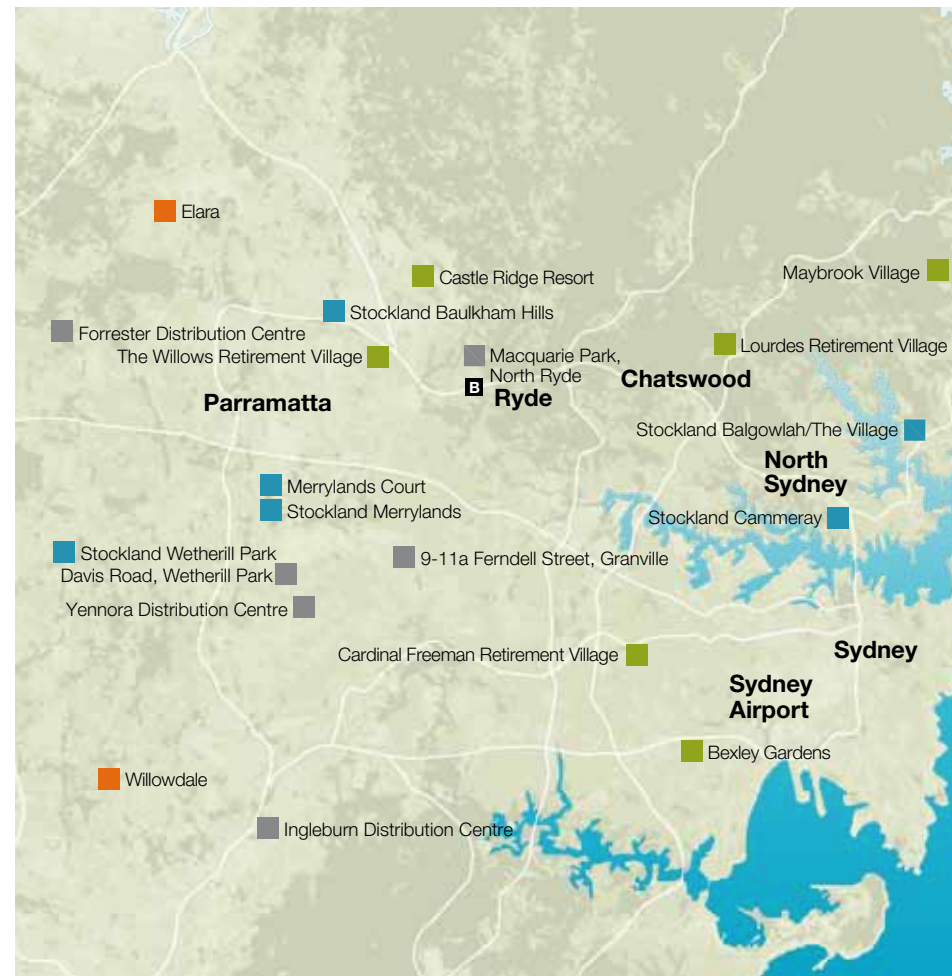 Elara
Castle Ridge Resort
Maybrook Village
Stockland Baulkham Hills
Forrester Distribution Centre
The Willows Retirement Village
Macquarie Park,
North Ryde
Lourdes Retirement Village
Chatswood
B
Ryde
Parramatta
Stockland Balgowlah/The Village
North
Sydney
Merrylands Court
Stockland Merrylands
Stockland Cammeray
Stockland Wetherill Park
Davis Road, Wetherill Park
9-11a Ferndell Street, Granville
Yennora Distribution Centre
Cardinal Freeman Retirement Village
Sydney
Sydney
Airport
Bexley Gardens
Willowdale
Ingleburn Distribution Centre